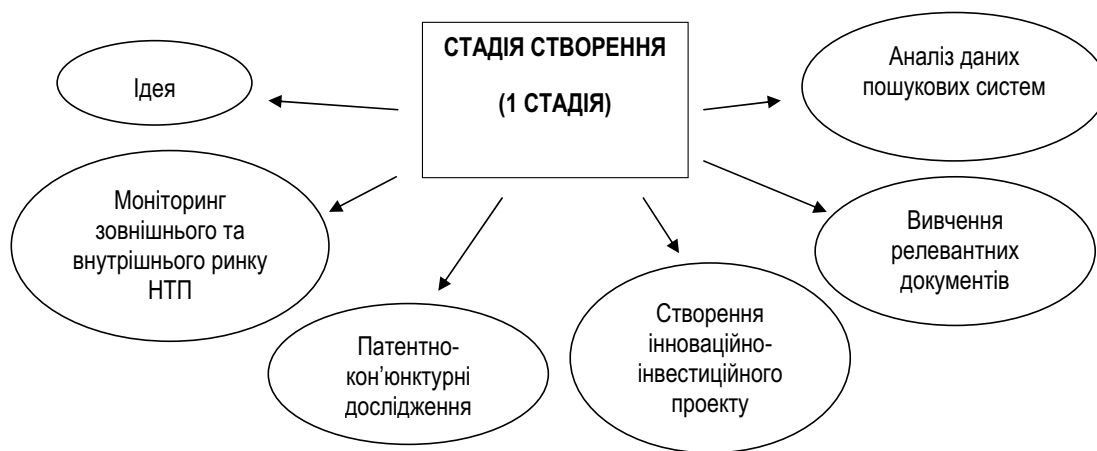 СТАДІЯ СТВОРЕННЯ
(1 СТАДІЯ)
Ідея
Аналіз даних
пошукових систем
Моніторинг
зовнішнього та
внутрішнього ринку
НТП
Вивчення
релевантних
документів
Патентно-
кон’юнктурні
дослідження
Створення
інноваційно-
інвестиційного
проекту